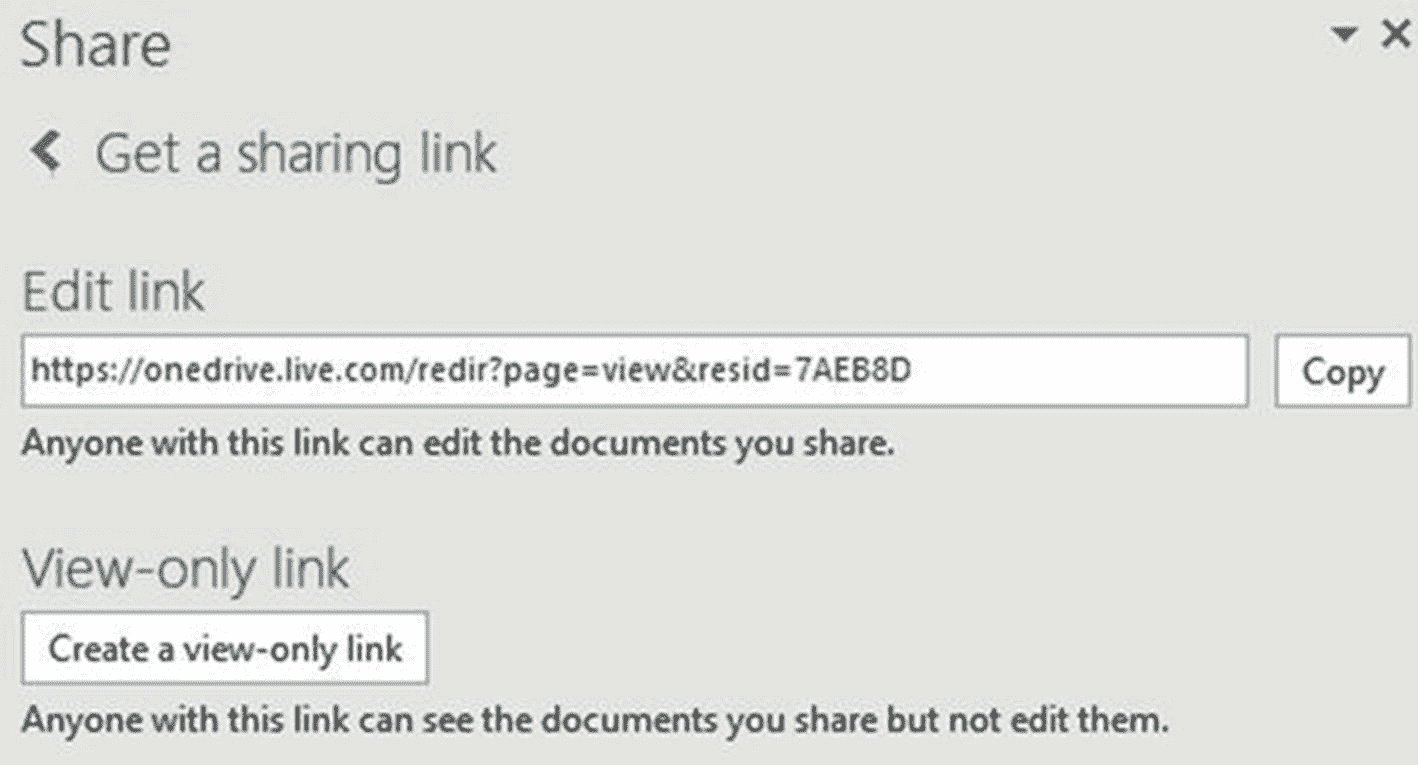 Share
Get a sharing link
Edit link
https://onedrive.live.com/redir?page=view&resid=7AEB8D
Copy
Anyone with this link can edit the documents you share.
View-only link
Create a view-only link
Anyone with this link can see the documents you share but not edit them.